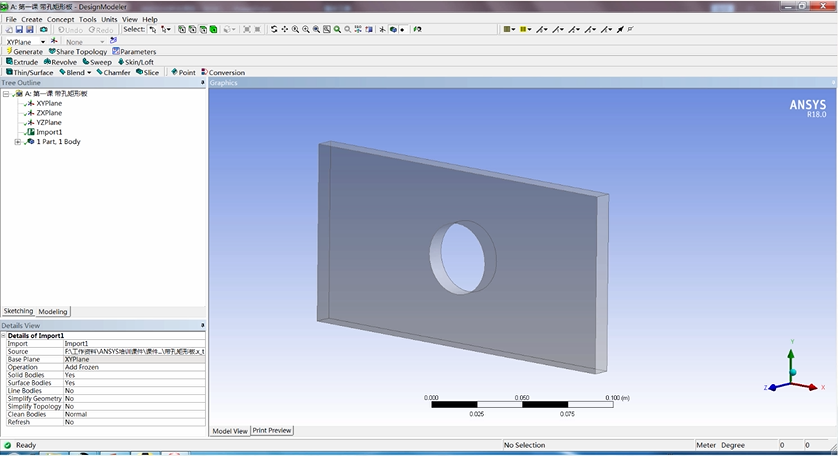 A: 第一课 带孔矩形板 - DesignModeler
File Create Concept Tools Units View Help
Undo Redo Select:
XYPlane None
Generate Share Topology Parameters
Extrude Revolve Sweep Skin/Loft
Thin/Surface Blend Chamfer Slice Point Conversion
Tree Outline
Graphics
A: 第一课 带孔矩形板
XYPlane
ZXPlane
YZPlane
Import1
1 Part, 1 Body
ANSYS
R18.0
Sketching Modeling
Details View
Details of Import1
Import Import1
Source F:\工作资料\ANSYS培训课件\课件...\带孔矩形板.x_t
Base Plane XYPlane
Operation Add Frozen
Solid Bodies Yes
Surface Bodies Yes
Line Bodies No
Simplify Geometry No
Simplify Topology No
Clean Bodies Normal
Refresh No
0.000 0.050 0.100 (m)
0.025 0.075
Y
Z X
Model View Print Preview
Ready No Selection Meter Degree 0 0